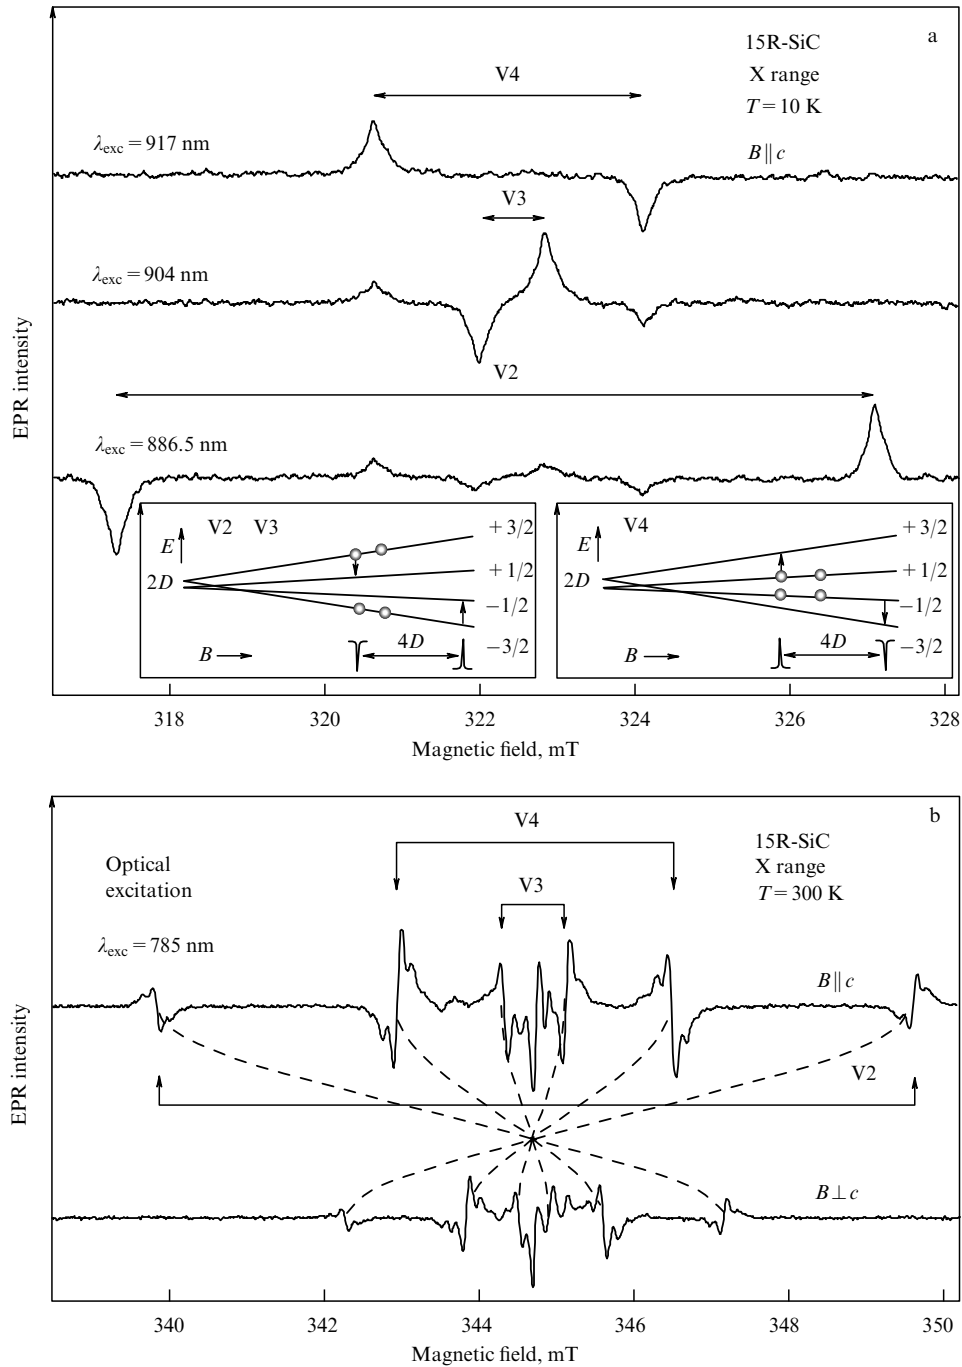 a
15R-SiC
X range
T = 10 K
B || c
V4
λexc = 917 nm
V3
λexc = 904 nm
V2
λexc = 886.5 nm
EPR intensity
V2 V3
E
2D
+3/2
+1/2
−1/2
−3/2
B
4D
V4
E
2D
+3/2
+1/2
−1/2
−3/2
B
4D
318 320 322 324 326 328
Magnetic field, mT
b
V4
15R-SiC
X range
T = 300 K
Optical
excitation
V3
λexc = 785 nm
B || c
V2
B ⊥ c
EPR intensity
340 342 344 346 348 350
Magnetic field, mT